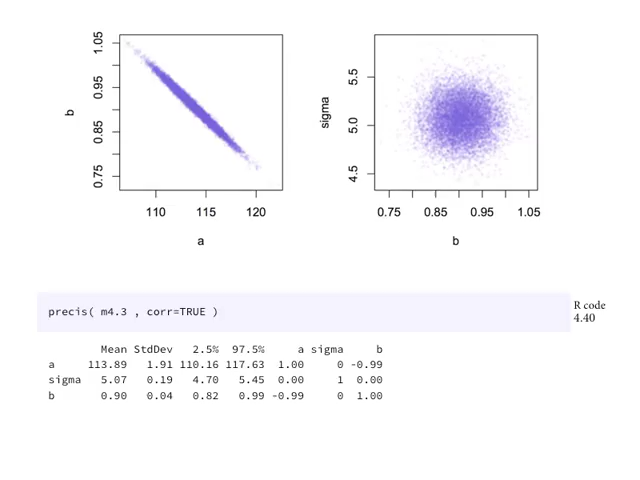 1.05
0.95
0.85
0.75
b
110 115 120
a
5.5
5.0
4.5
sigma
0.75 0.85 0.95 1.05
b
precis( m4.3 , corr=TRUE )
R code
4.40
Mean StdDev 2.5% 97.5% a sigma b
a 113.89 1.91 110.16 117.63 1.00 0 -0.99
sigma 5.07 0.19 4.70 5.45 0.00 1 0.00
b 0.90 0.04 0.82 0.99 -0.99 0 1.00